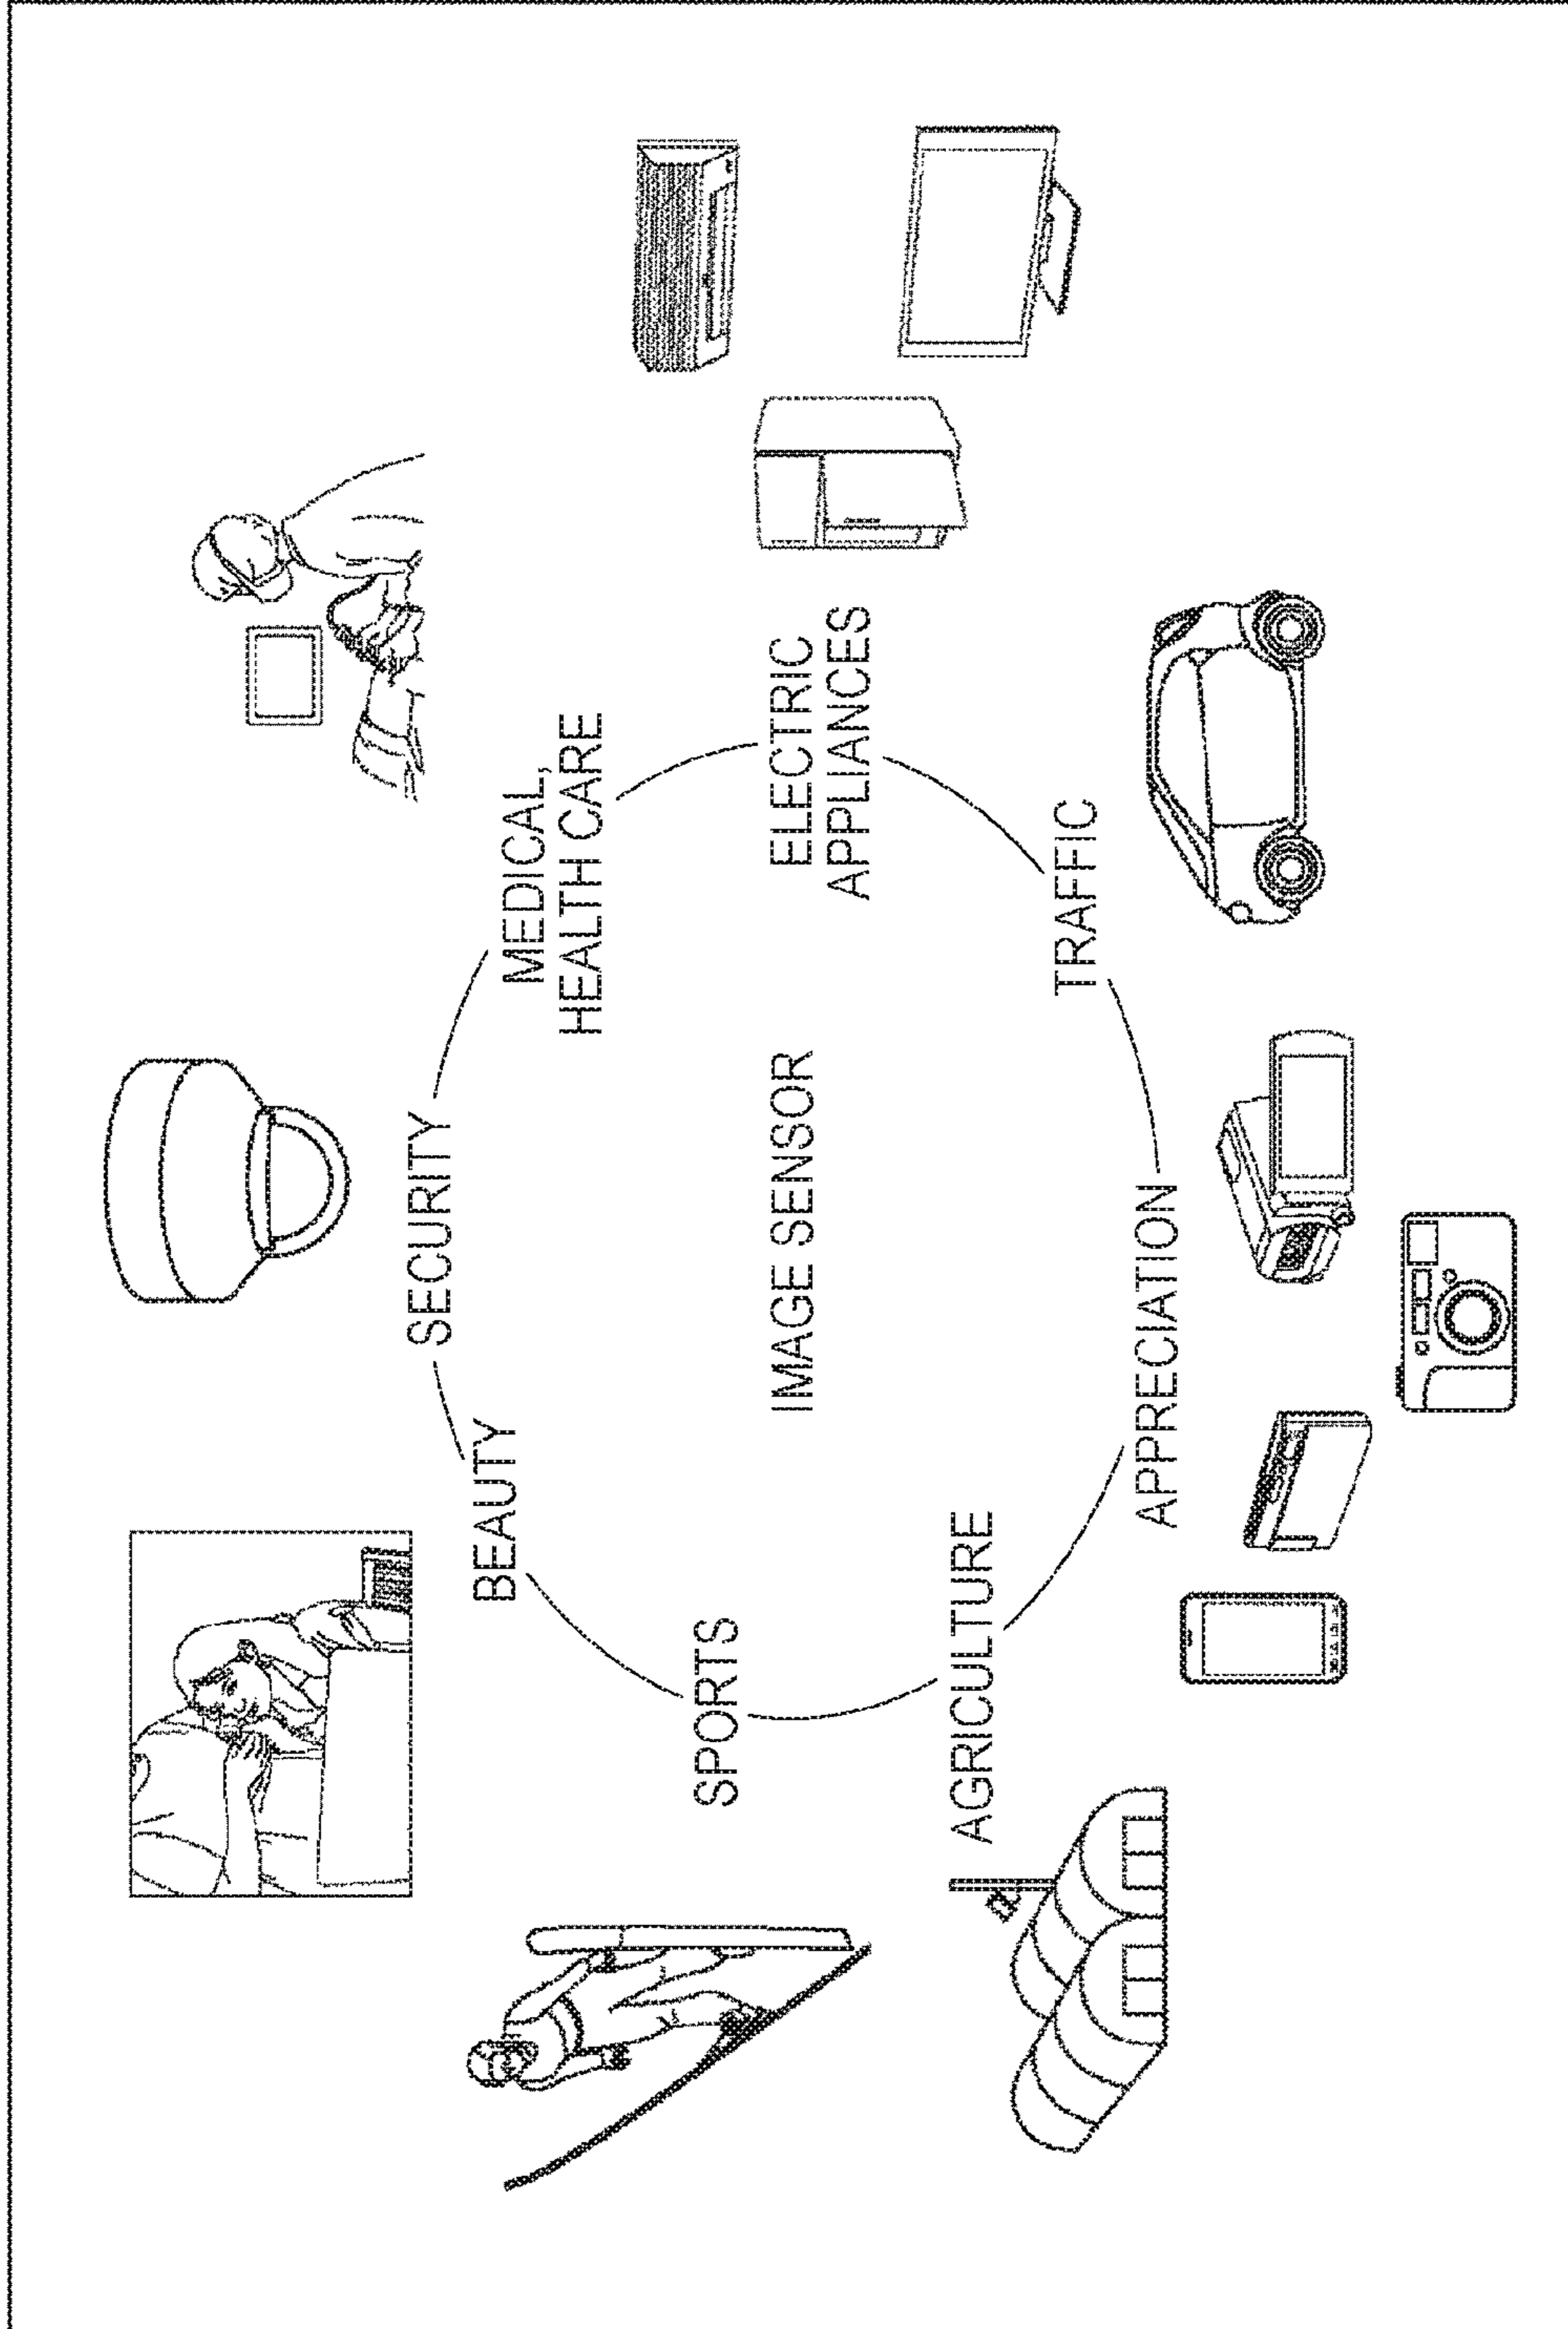 SECURITY
BEAUTY
MEDICAL,
HEALTH CARE
SPORTS
IMAGE SENSOR
ELECTRIC
APPLIANCES
AGRICULTURE
TRAFFIC
APPRECIATION